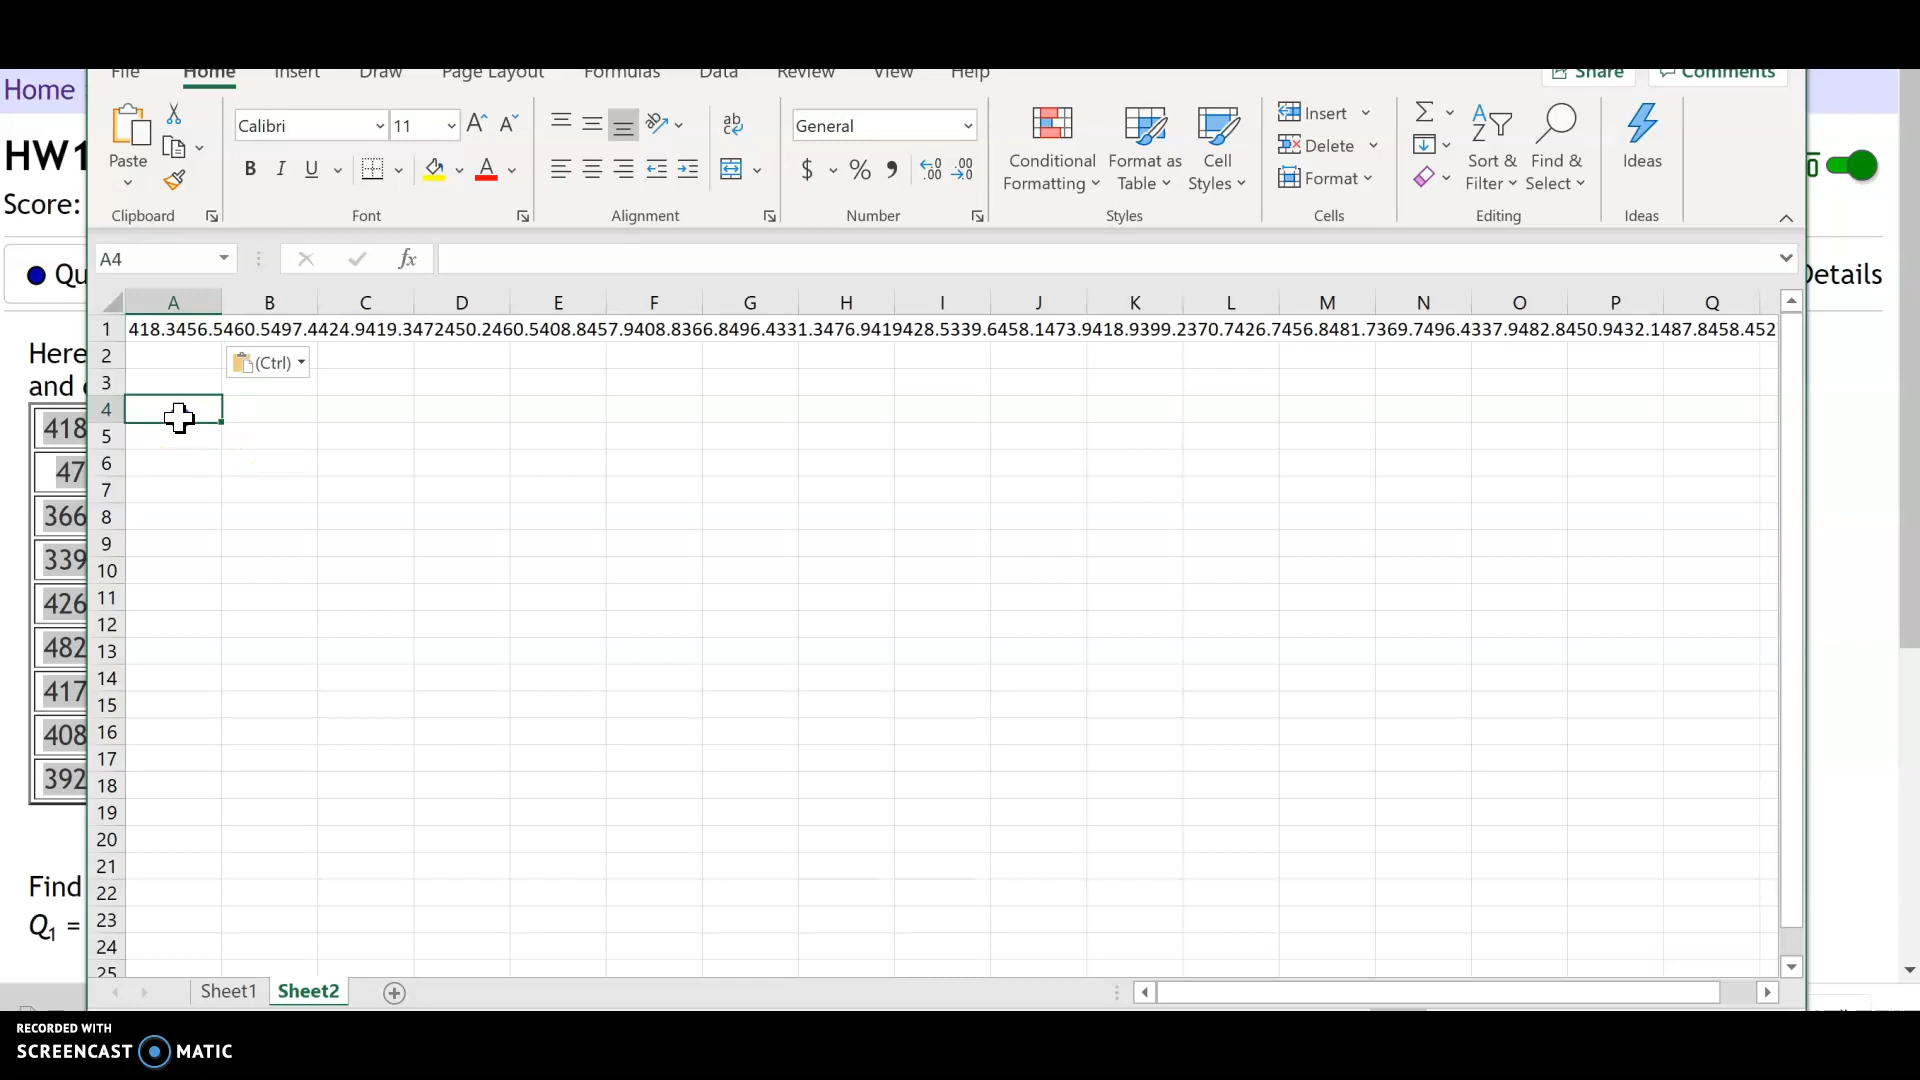 File Home Insert Draw Page Layout Formulas Data Review View Help Share Comments
Home
HW1
Score:
Qu
Details
Here
and
418
47
366
339
426
482
417
408
392
Find
Q1 =
Paste
Calibri 11
General
Conditional Formatting
Format as Table
Cell Styles
Insert
Delete
Format
Sort & Filter
Find & Select
Ideas
Clipboard Font Alignment Number Styles Cells Editing Ideas
A4 fx
A B C D E F G H I J K L M N O P Q
1 418.3456.5460.5497.4424.9419.3472450.2460.5408.8457.9408.8366.8496.4331.3476.9419428.5339.6458.1473.9418.9399.2370.7426.7456.8481.7369.7496.4337.9482.8450.9432.1487.8458.452
2 (Ctrl)
3
4
5
6
7
8
9
10
11
12
13
14
15
16
17
18
19
20
21
22
23
24
25
Sheet1 Sheet2
RECORDED WITH
SCREENCAST MATIC